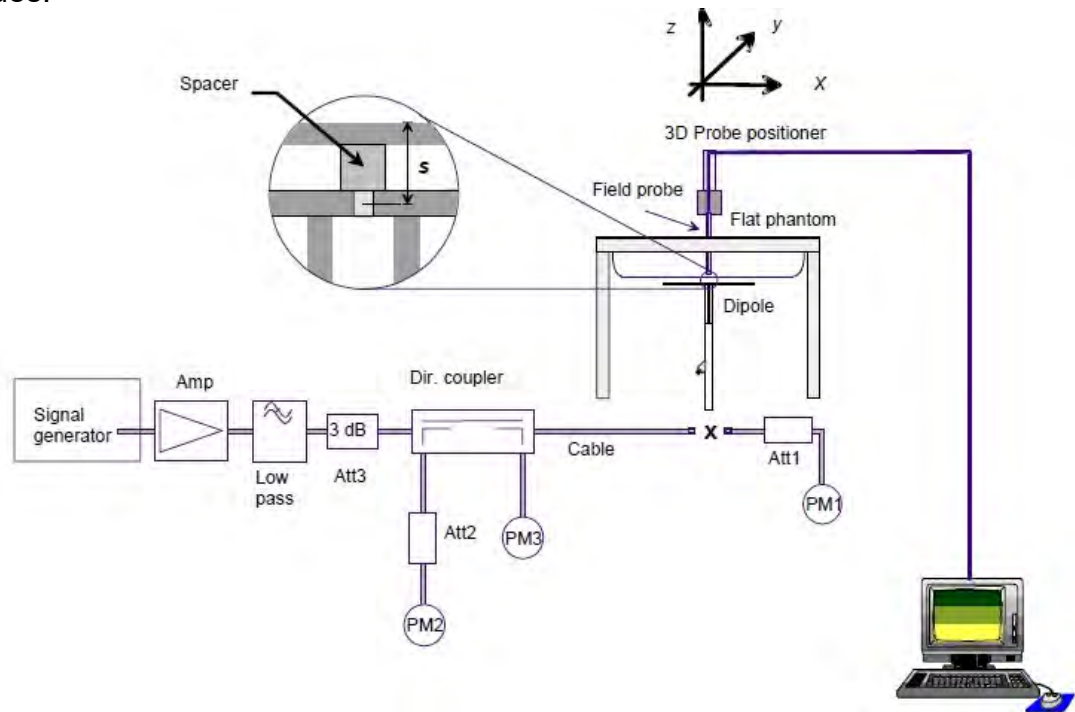 z
y
X
Spacer
s
3D Probe positioner
Field probe
Flat phantom
Dipole
Signal
generator
Amp
Low
pass
3 dB
Att3
Dir. coupler
Cable
x
Att1
PM1
Att2
PM3
PM2